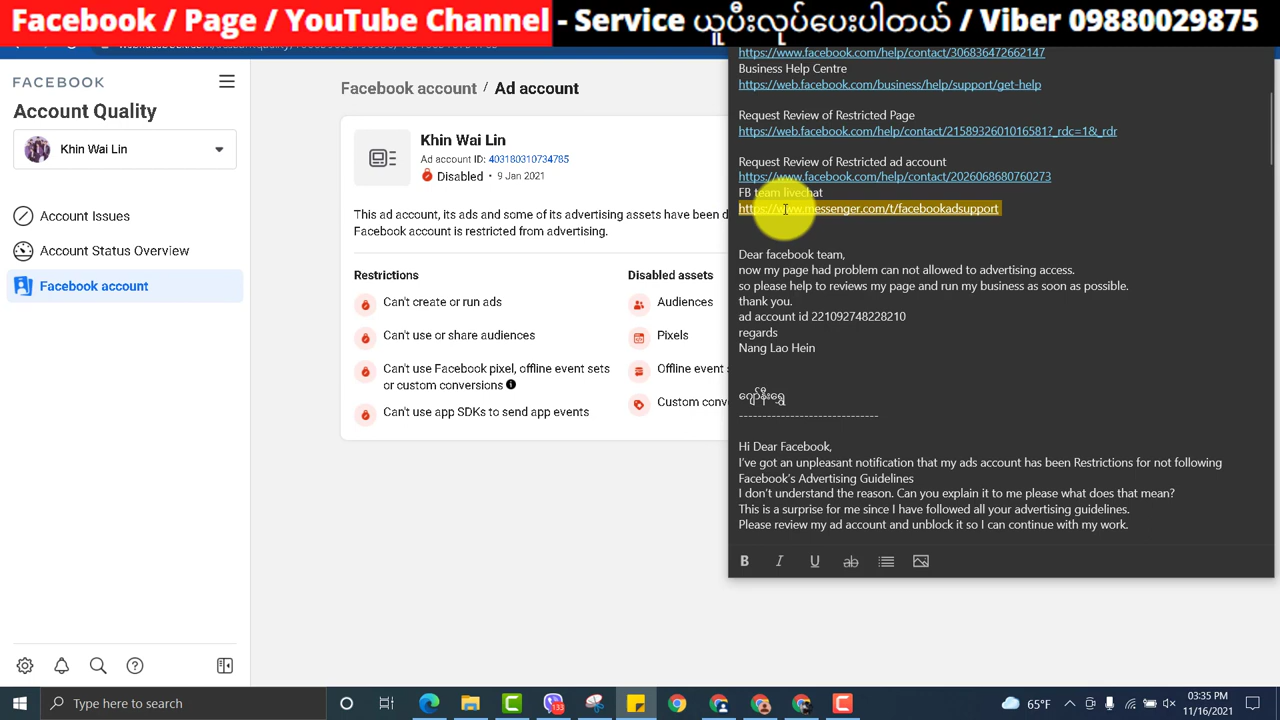 Facebook / Page / YouTube Channel - Service ယူပီးလုပ်ပေးပါတယ် / Viber 09880029875
FACEBOOK
Account Quality
Khin Wai Lin
Account Issues
Account Status Overview
Facebook account
Facebook account / Ad account
Khin Wai Lin
Ad account ID: 403180310734785
Disabled • 9 Jan 2021
This ad account, its ads and some of its advertising assets have been d
Facebook account is restricted from advertising.
Restrictions
Can't create or run ads
Can't use or share audiences
Can't use Facebook pixel, offline event sets
or custom conversions
Can't use app SDKs to send app events
Disabled assets
Audiences
Pixels
Offline event
Custom conv
https://www.facebook.com/help/contact/306836472662147
Business Help Centre
https://web.facebook.com/business/help/support/get-help
Request Review of Restricted Page
https://web.facebook.com/help/contact/2158932601016581?_rdc=1&_rdr
Request Review of Restricted ad account
https://www.facebook.com/help/contact/2026068680760273
FB team livechat
https://www.messenger.com/t/facebookadsupport
Dear facebook team,
now my page had problem can not allowed to advertising access.
so please help to reviews my page and run my business as soon as possible.
thank you.
ad account id 221092748228210
regards
Nang Lao Hein
ဂျော်နီးရွှေ
------------------------------
Hi Dear Facebook,
I've got an unpleasant notification that my ads account has been Restrictions for not following
Facebook's Advertising Guidelines
I don't understand the reason. Can you explain it to me please what does that mean?
This is a surprise for me since I have followed all your advertising guidelines.
Please review my ad account and unblock it so I can continue with my work.
B I U ab
Type here to search
133
65°F
03:35 PM
11/16/2021